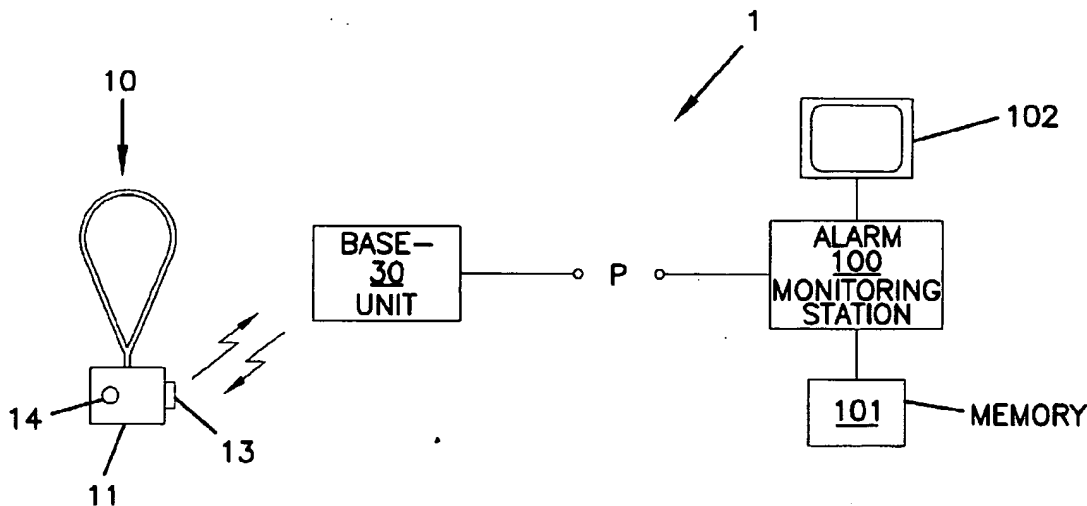 1
10
102
BASE-
30
UNIT
P
ALARM
100
MONITORING
STATION
14
13
11
101
MEMORY